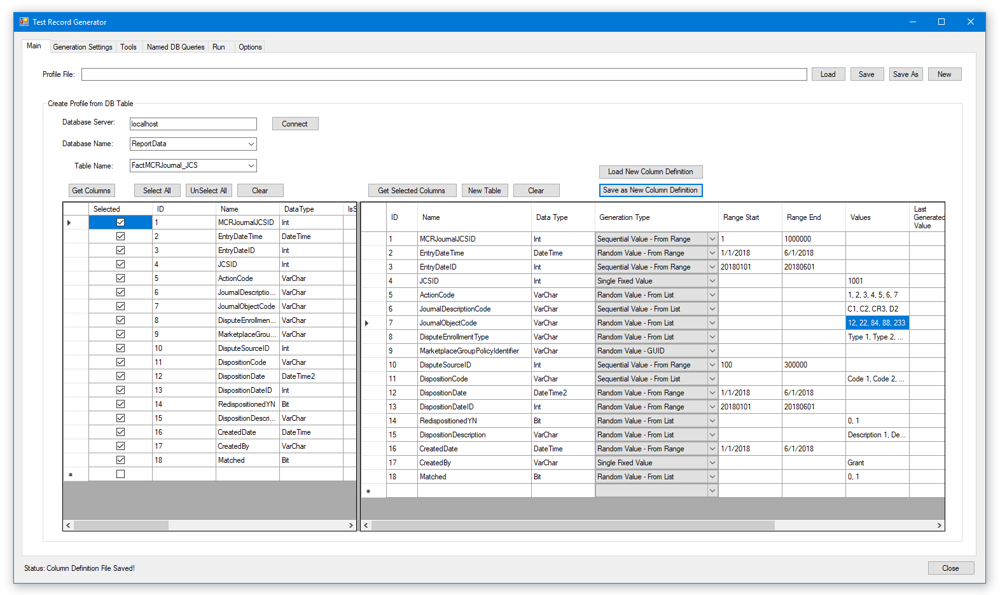 Test Record Generator
Main Generation Settings Tools Named DB Queries Run Options
Profile File: Load Save Save As New
Create Profile from DB Table
Database Server: localhost Connect
Database Name: ReportData
Table Name: FactMCRJournal_JCS
Load New Column Definition
Get Columns Select All UnSelect All Clear Get Selected Columns New Table Clear Save as New Column Definition
Selected ID Name DataType IsS
1 MCRJournalJCSID Int
2 EntryDateTime DateTime
3 EntryDateID Int
4 JCSID Int
5 ActionCode VarChar
6 JournalDescriptio... VarChar
7 JournalObjectCode VarChar
8 DisputeEnrollmen... VarChar
9 MarketplaceGrou... VarChar
10 DisputeSourceID Int
11 DispositionCode VarChar
12 DispositionDate DateTime2
13 DispositionDateID Int
14 RedispositionedYN Bit
15 DispositionDescri... VarChar
16 CreatedDate DateTime
17 CreatedBy VarChar
18 Matched Bit
ID Name Data Type Generation Type Range Start Range End Values Last Generated Value
1 MCRJournalJCSID Int Sequential Value - From Range 1 1000000
2 EntryDateTime DateTime Random Value - From Range 1/1/2018 6/1/2018
3 EntryDateID Int Sequential Value - From Range 20180101 20180601
4 JCSID Int Single Fixed Value 1001
5 ActionCode VarChar Random Value - From List 1, 2, 3, 4, 5, 6, 7
6 JournalDescriptionCode VarChar Sequential Value - From List C1, C2, CR3, D2
7 JournalObjectCode VarChar Random Value - From List 12, 22, 84, 88, 233
8 DisputeEnrollmentType VarChar Random Value - From List Type 1, Type 2, ...
9 MarketplaceGroupPolicyIdentifier VarChar Random Value - GUID
10 DisputeSourceID Int Sequential Value - From Range 100 300000
11 DispositionCode VarChar Sequential Value - From List Code 1, Code 2, ...
12 DispositionDate DateTime2 Random Value - From Range 1/1/2018 6/1/2018
13 DispositionDateID Int Random Value - From Range 20180101 20180601
14 RedispositionedYN Bit Random Value - From List 0, 1
15 DispositionDescription VarChar Random Value - From List Description 1, De...
16 CreatedDate DateTime Random Value - From Range 1/1/2018 6/1/2018
17 CreatedBy VarChar Single Fixed Value Grant
18 Matched Bit Random Value - From List 0, 1
Status: Column Definition File Saved! Close